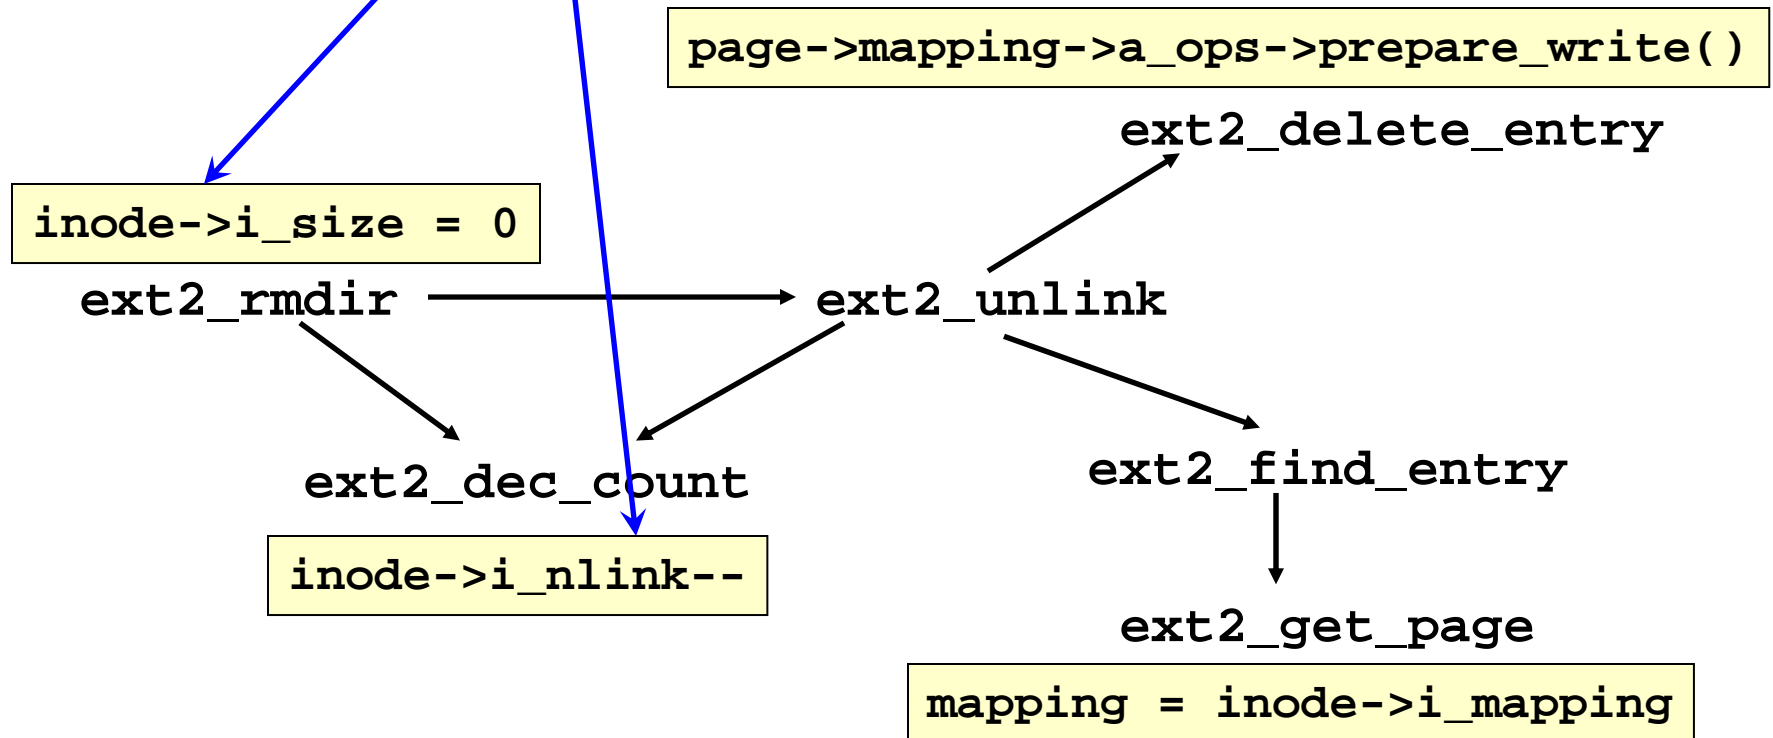 page->mapping->a_ops->prepare_write()
ext2_delete_entry
inode->i_size = 0
ext2_rmdir
ext2_unlink
ext2_dec_count
ext2_find_entry
inode->i_nlink--
ext2_get_page
mapping = inode->i_mapping